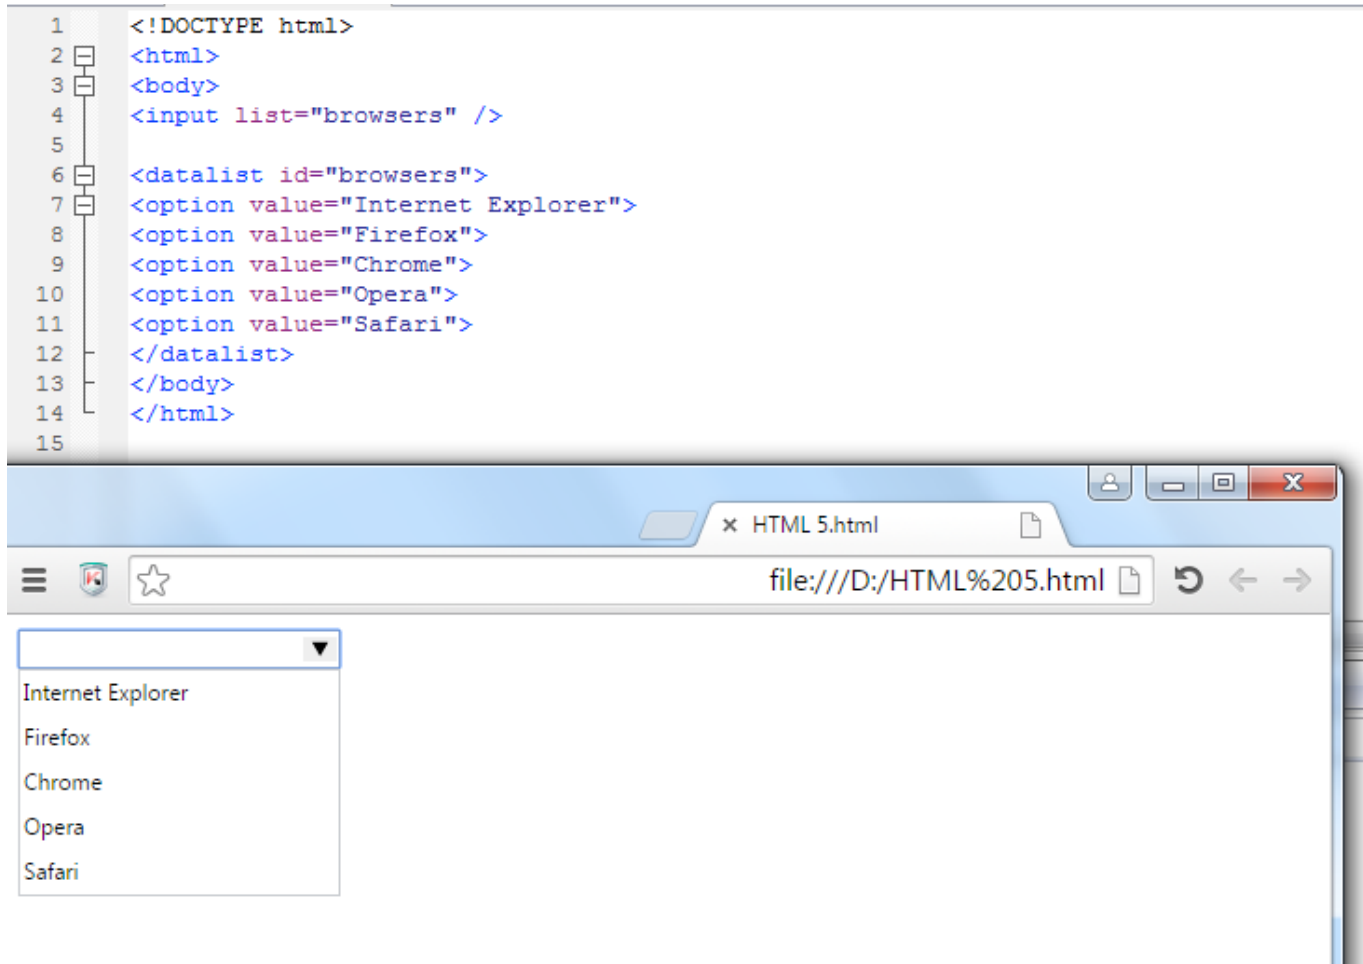 1 <!DOCTYPE html>
2 <html>
3 <body>
4 <input list="browsers" />
5
6 <datalist id="browsers">
7 <option value="Internet Explorer">
8 <option value="Firefox">
9 <option value="Chrome">
10 <option value="Opera">
11 <option value="Safari">
12 </datalist>
13 </body>
14 </html>
15
HTML 5.html
file:///D:/HTML%205.html
Internet Explorer
Firefox
Chrome
Opera
Safari